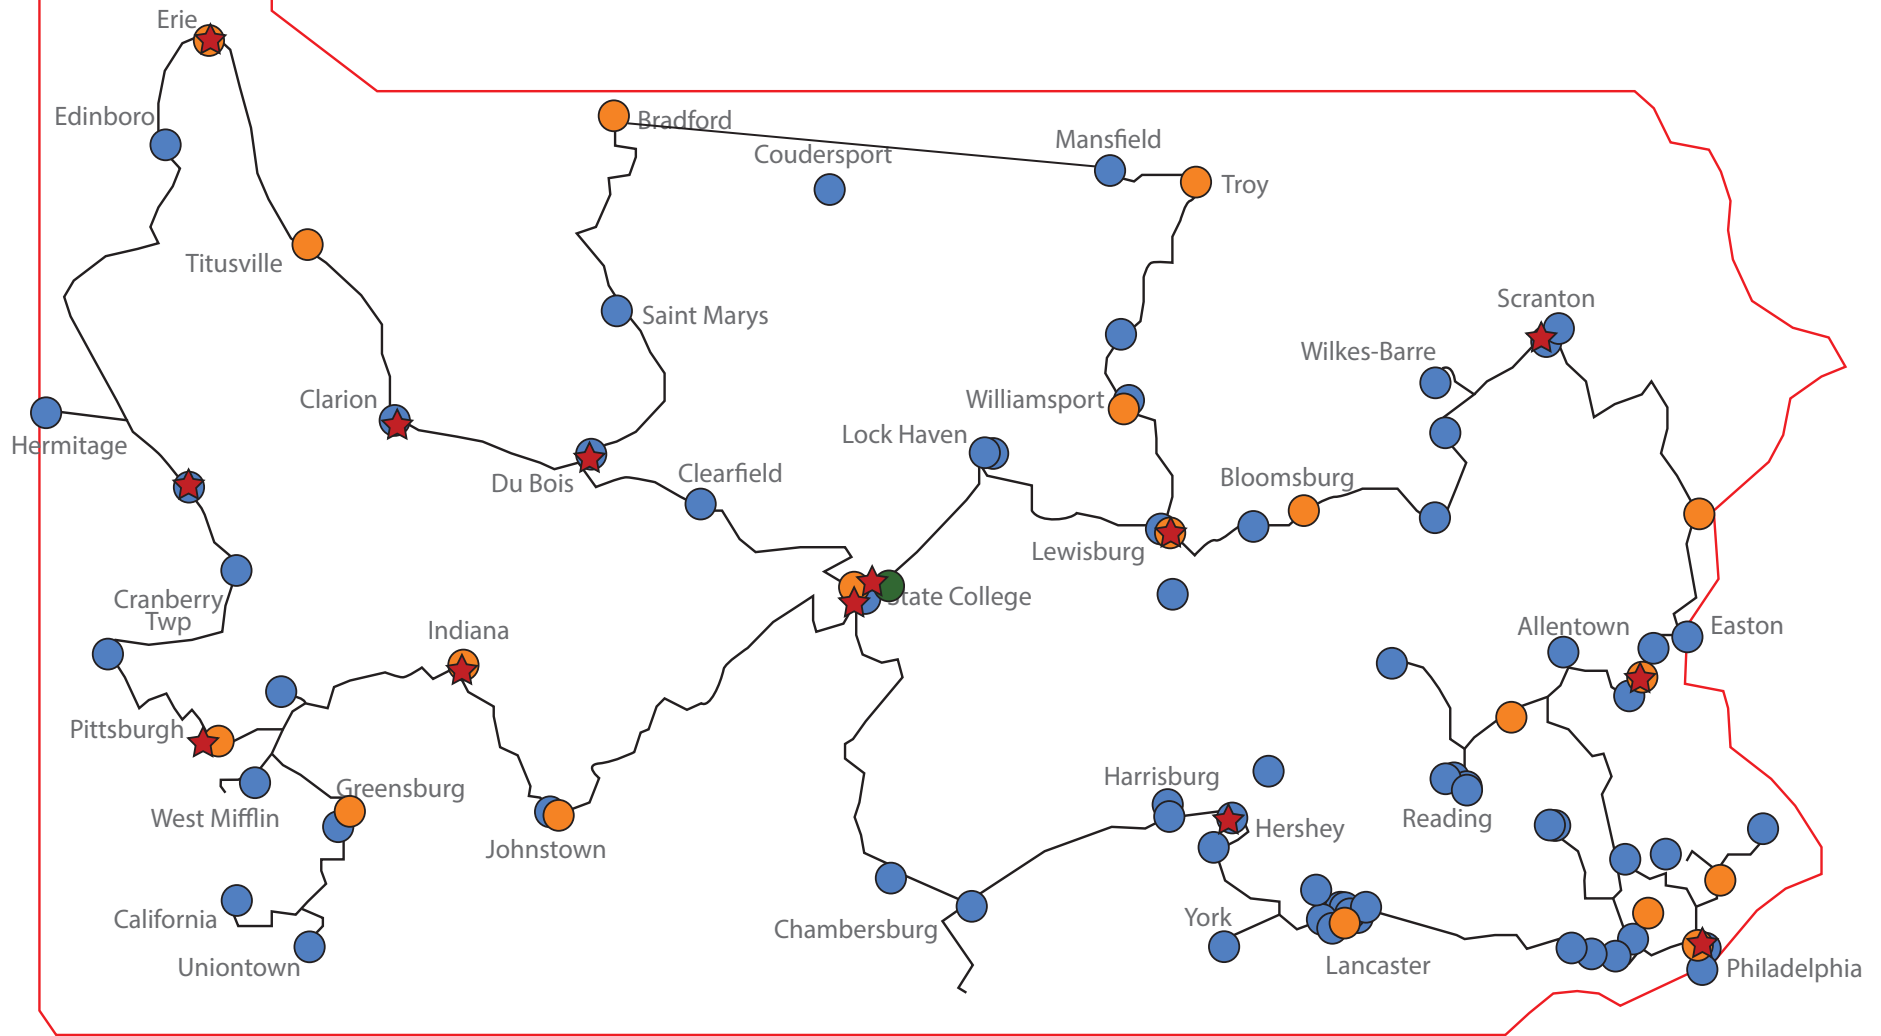 Erie
Edinboro
Bradford
Mansfield
Coudersport
Troy
Titusville
Scranton
Saint Marys
Wilkes-Barre
Clarion
Williamsport
Lock Haven
Hermitage
Clearfield
Bloomsburg
Du Bois
Lewisburg
Cranberry
Twp
State College
Indiana
Allentown
Easton
Pittsburgh
Harrisburg
Greensburg
West Mifflin
Reading
Hershey
Johnstown
California
York
Chambersburg
Uniontown
Lancaster
Philadelphia